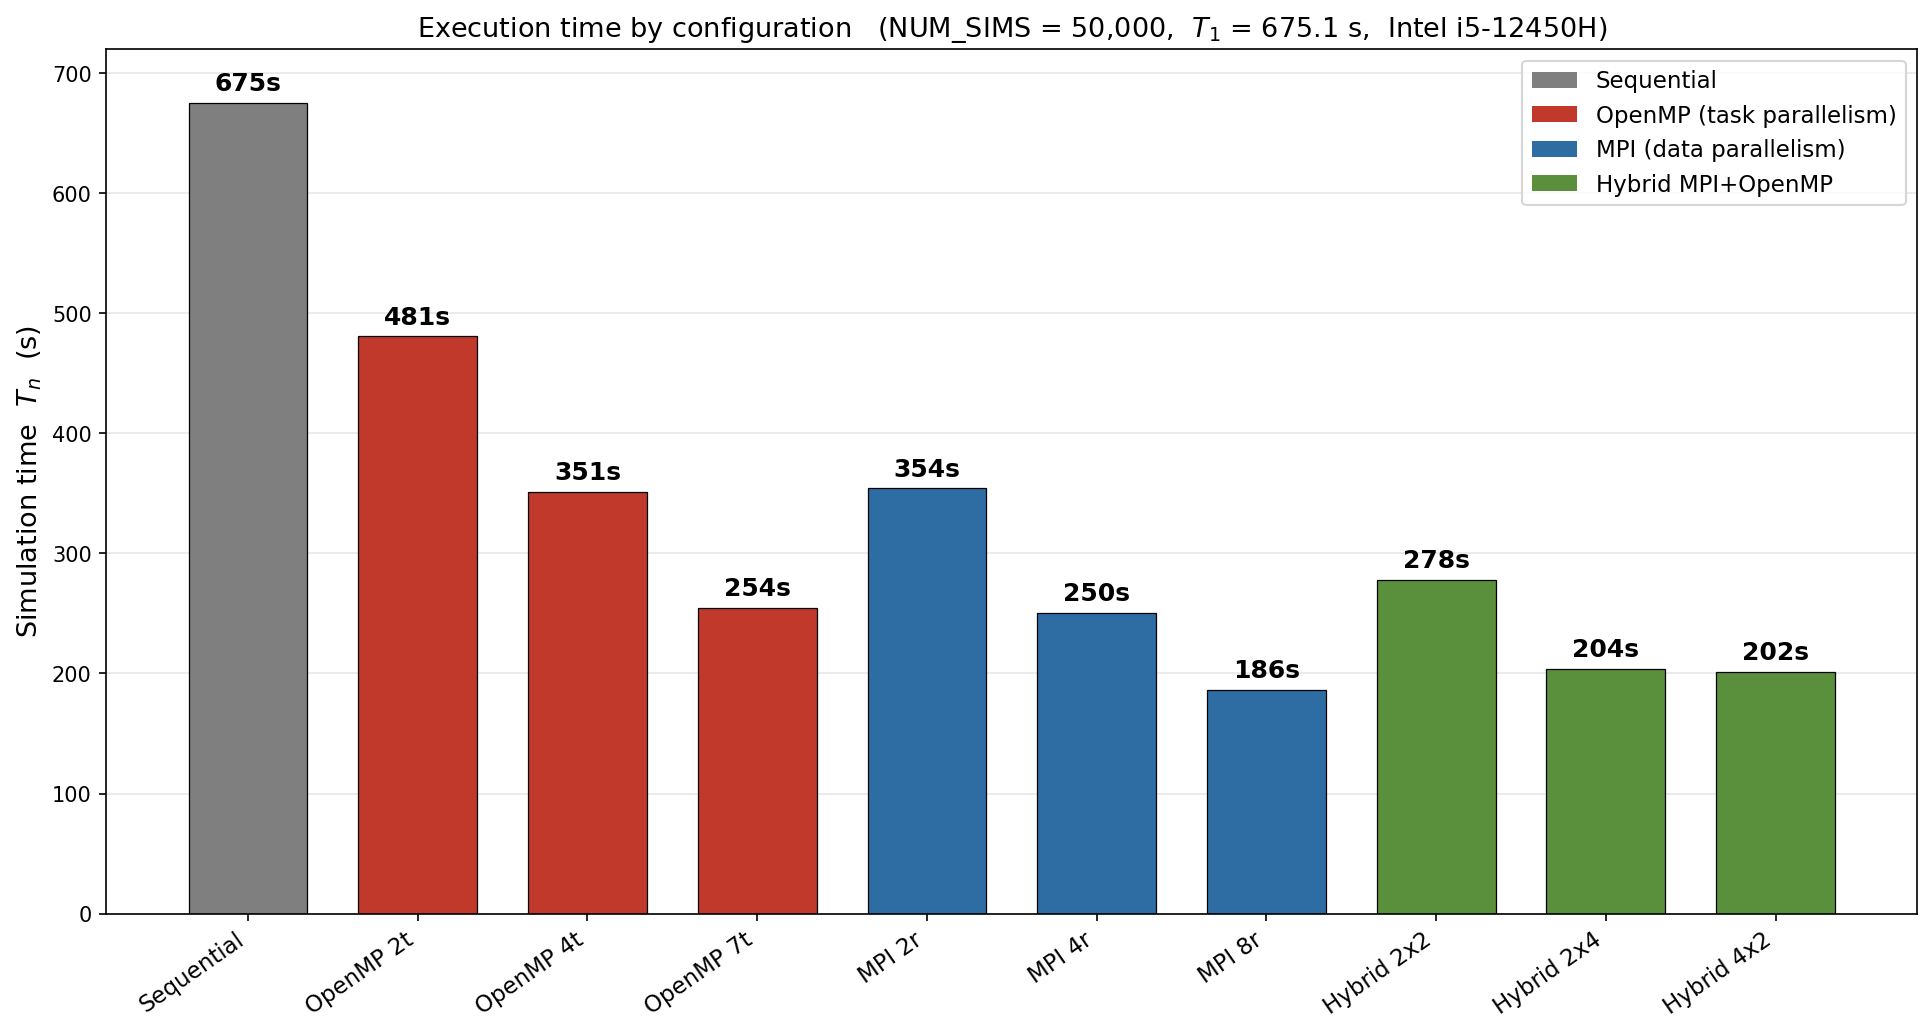 Execution time by configuration (NUM_SIMS = 50,000, T₁ = 675.1 s, Intel i5-12450H)
Simulation time Tₙ (s)
700
600
500
400
300
200
100
0
675s
481s
351s
254s
354s
250s
186s
278s
204s
202s
Sequential
OpenMP (task parallelism)
MPI (data parallelism)
Hybrid MPI+OpenMP
Sequential
OpenMP 2t
OpenMP 4t
OpenMP 7t
MPI 2r
MPI 4r
MPI 8r
Hybrid 2x2
Hybrid 2x4
Hybrid 4x2